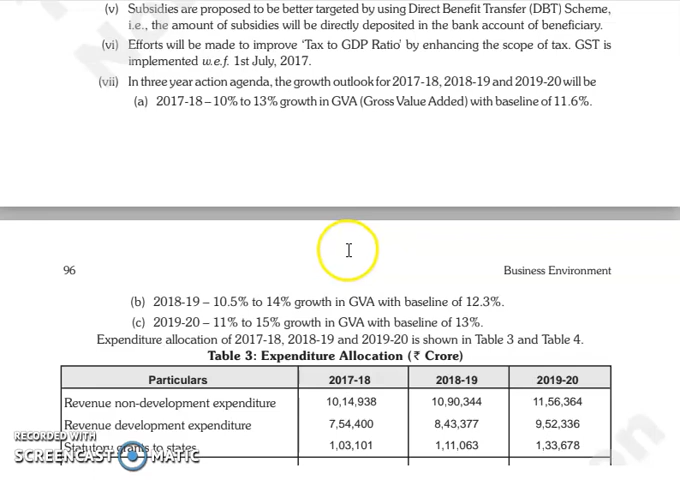 (v) Subsidies are proposed to be better targeted by using Direct Benefit Transfer (DBT) Scheme,
i.e., the amount of subsidies will be directly deposited in the bank account of beneficiary.
(vi) Efforts will be made to improve 'Tax to GDP Ratio' by enhancing the scope of tax. GST is
implemented w.e.f. 1st July, 2017.
(vii) In three year action agenda, the growth outlook for 2017-18, 2018-19 and 2019-20 will be
(a) 2017-18 – 10% to 13% growth in GVA (Gross Value Added) with baseline of 11.6%.
96 Business Environment
(b) 2018-19 – 10.5% to 14% growth in GVA with baseline of 12.3%.
(c) 2019-20 – 11% to 15% growth in GVA with baseline of 13%.
Expenditure allocation of 2017-18, 2018-19 and 2019-20 is shown in Table 3 and Table 4.
Table 3: Expenditure Allocation (₹ Crore)
Particulars 2017-18 2018-19 2019-20
Revenue non-development expenditure 10,14,938 10,90,344 11,56,364
Revenue development expenditure 7,54,400 8,43,377 9,52,336
Statutory grants to states 1,03,101 1,11,063 1,33,678
RECORDED WITH
SCREENCAST MATIC